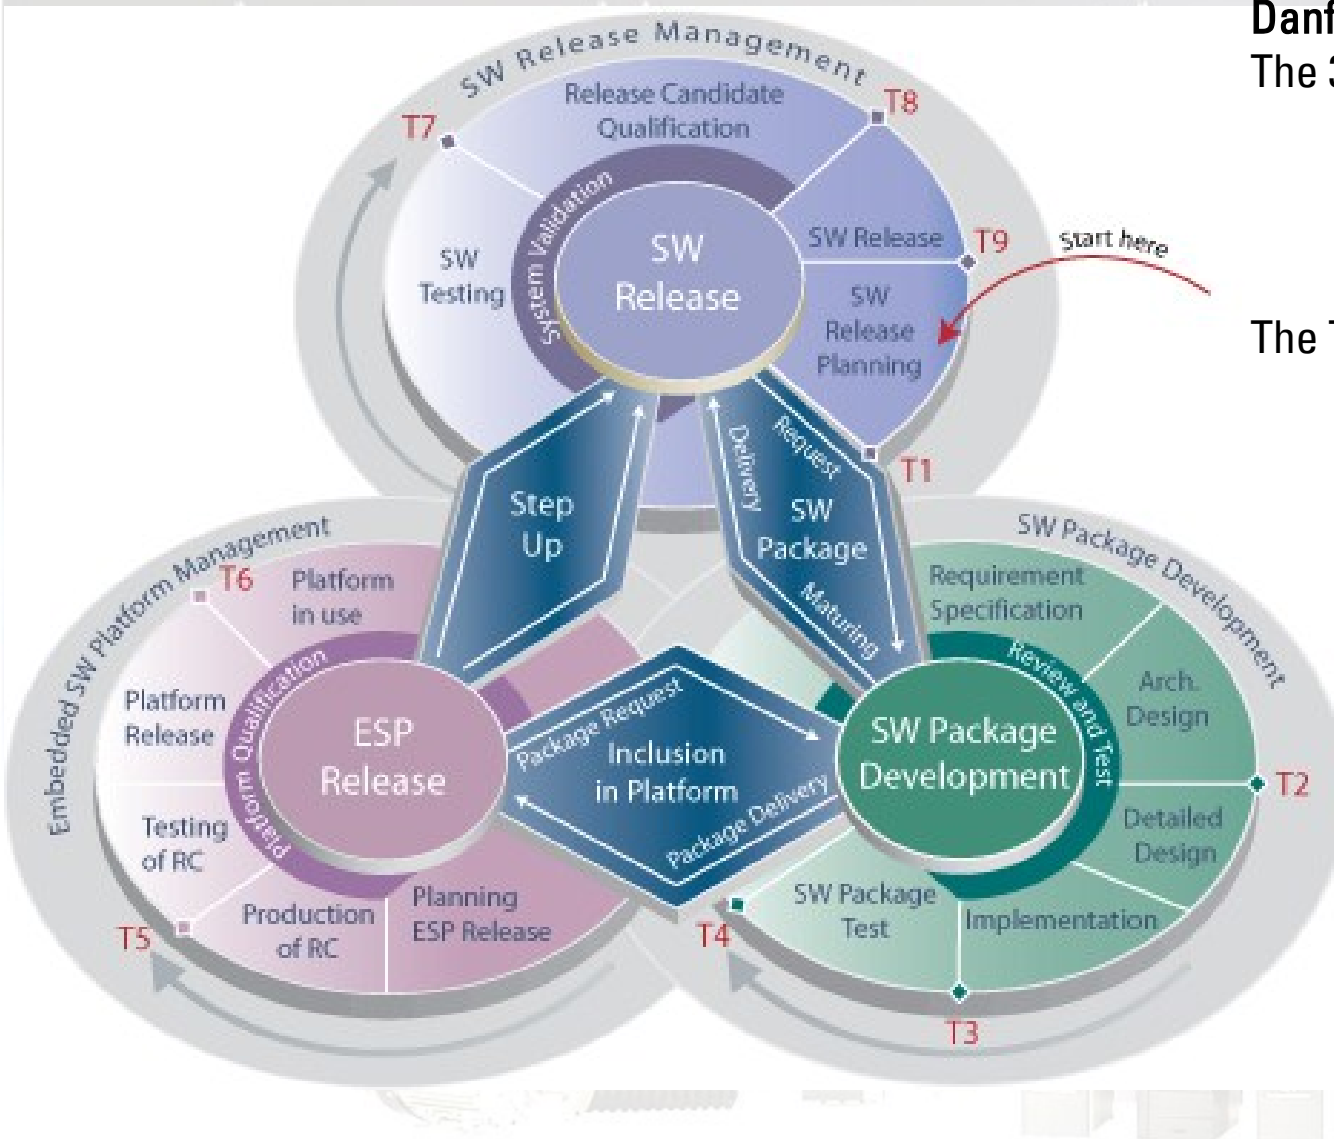 Danf
The 3
The T
SW Release Management
Release Candidate
Qualification
T8
T7
System Validation
SW
Testing
SW
Release
SW Release
T9
Start here
SW
Release
Planning
T1
Request
Delivery
SW
Package
Maturing
Step
Up
Embedded SW Platform Management
T6
Platform
in use
Platform
Release
Platform Qualification
ESP
Release
Testing
of RC
T5
Production
of RC
Planning
ESP Release
Package Request
Inclusion
in Platform
Package Delivery
SW Package Development
Requirement
Specification
Review and Test
Arch.
Design
SW Package
Development
T2
Detailed
Design
Implementation
SW Package
Test
T4
T3